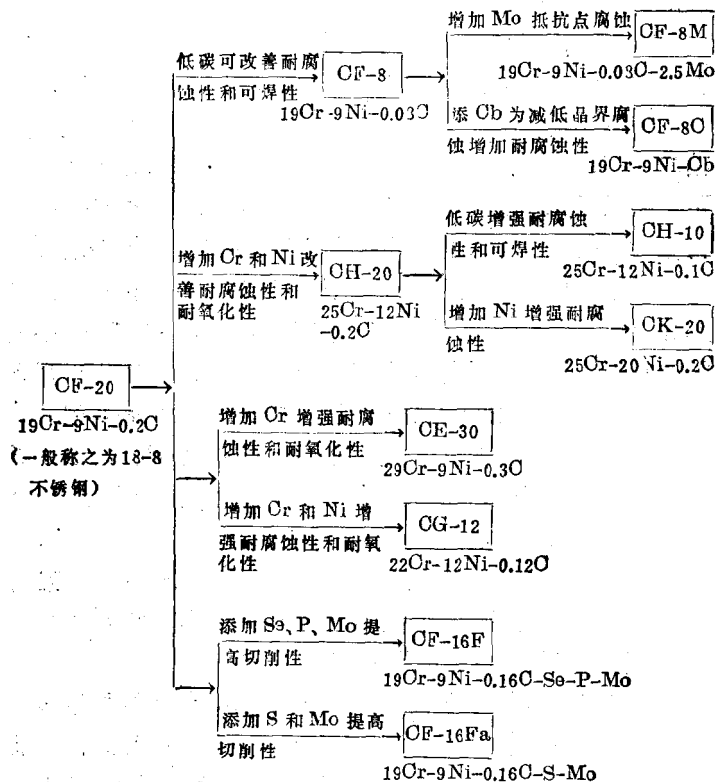 增加 Mo 抵抗点腐蚀
CF-8M
19Cr-9Ni-0.03C-2.5Mo
低碳可改善耐腐
蚀性和可焊性
CF-8
19Cr-9Ni-0.03C
添 Cb 为减低晶界腐
蚀增加耐腐蚀性
CF-8C
19Cr-9Ni-Cb
增加 Cr 和 Ni 改
善耐腐蚀性和
耐氧化性
CH-20
25Cr-12Ni
-0.2C
低碳增强耐腐蚀
性和可焊性
CH-10
25Cr-12Ni-0.1C
增加 Ni 增强耐腐
蚀性
CK-20
25Cr-20Ni-0.2C
CF-20
19Cr-9Ni-0.2C
(一般称之为18-8
不锈钢)
增加 Cr 增强耐腐
蚀性和耐氧化性
CE-30
29Cr-9Ni-0.3C
增加 Cr 和 Ni 增
强耐腐蚀性和耐氧
化性
CG-12
22Cr-12Ni-0.12C
添加 Se、P、Mo 提
高切削性
CF-16F
19Cr-9Ni-0.16C-Se-P-Mo
添加 S 和 Mo 提高
切削性
CF-16Fa
19Cr-9Ni-0.16C-S-Mo